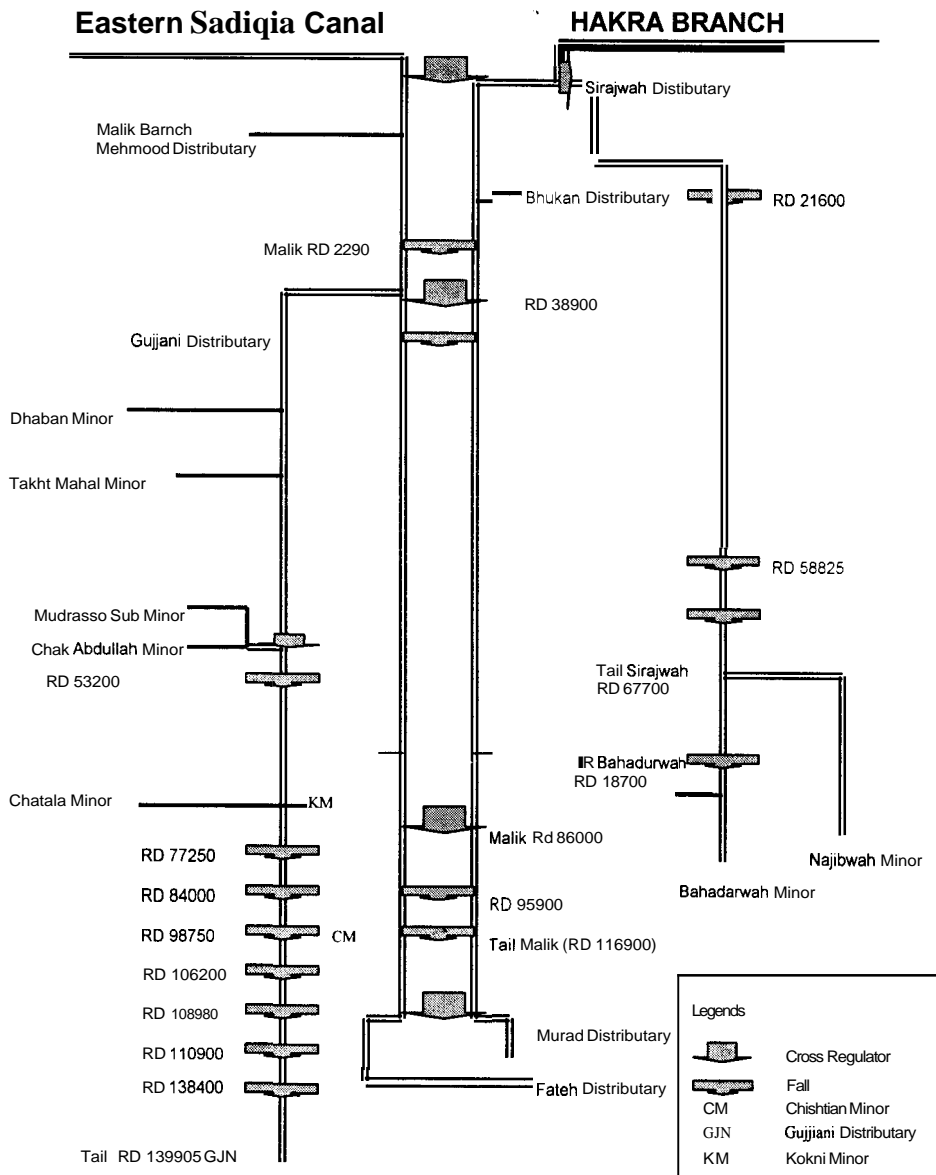 Eastern Sadiqia Canal
HAKRA BRANCH
Sirajwah Distibutary
Malik Barnch
Mehmood Distributary
Bhukan Distributary
RD 21600
Malik RD 2290
RD 38900
Gujjani Distributary
Dhaban Minor
Takht Mahal Minor
RD 58825
Mudrasso Sub Minor
Chak Abdullah Minor
RD 53200
Tail Sirajwah
RD 67700
IIR Bahadurwah
RD 18700
Chatala Minor
KM
Malik Rd 86000
Najibwah Minor
Bahadarwah Minor
RD 77250
RD 84000
RD 95900
RD 98750
CM
Tail Malik (RD 116900)
RD 106200
RD 108980
Murad Distributary
RD 110900
RD 138400
Fateh Distributary
Tail RD 139905 GJN
Legends
Cross Regulator
Fall
CM Chishtian Minor
GJN Gujjiani Distributary
KM Kokni Minor